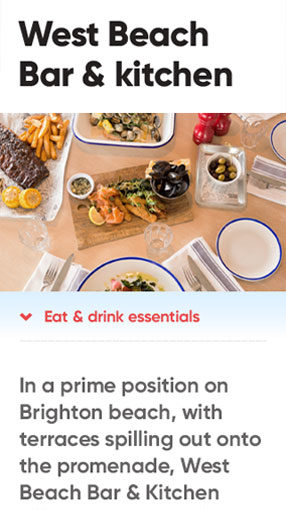 West Beach
Bar & kitchen
Eat & drink essentials
In a prime position on
Brighton beach, with
terraces spilling out onto
the promenade, West
Beach Bar & Kitchen